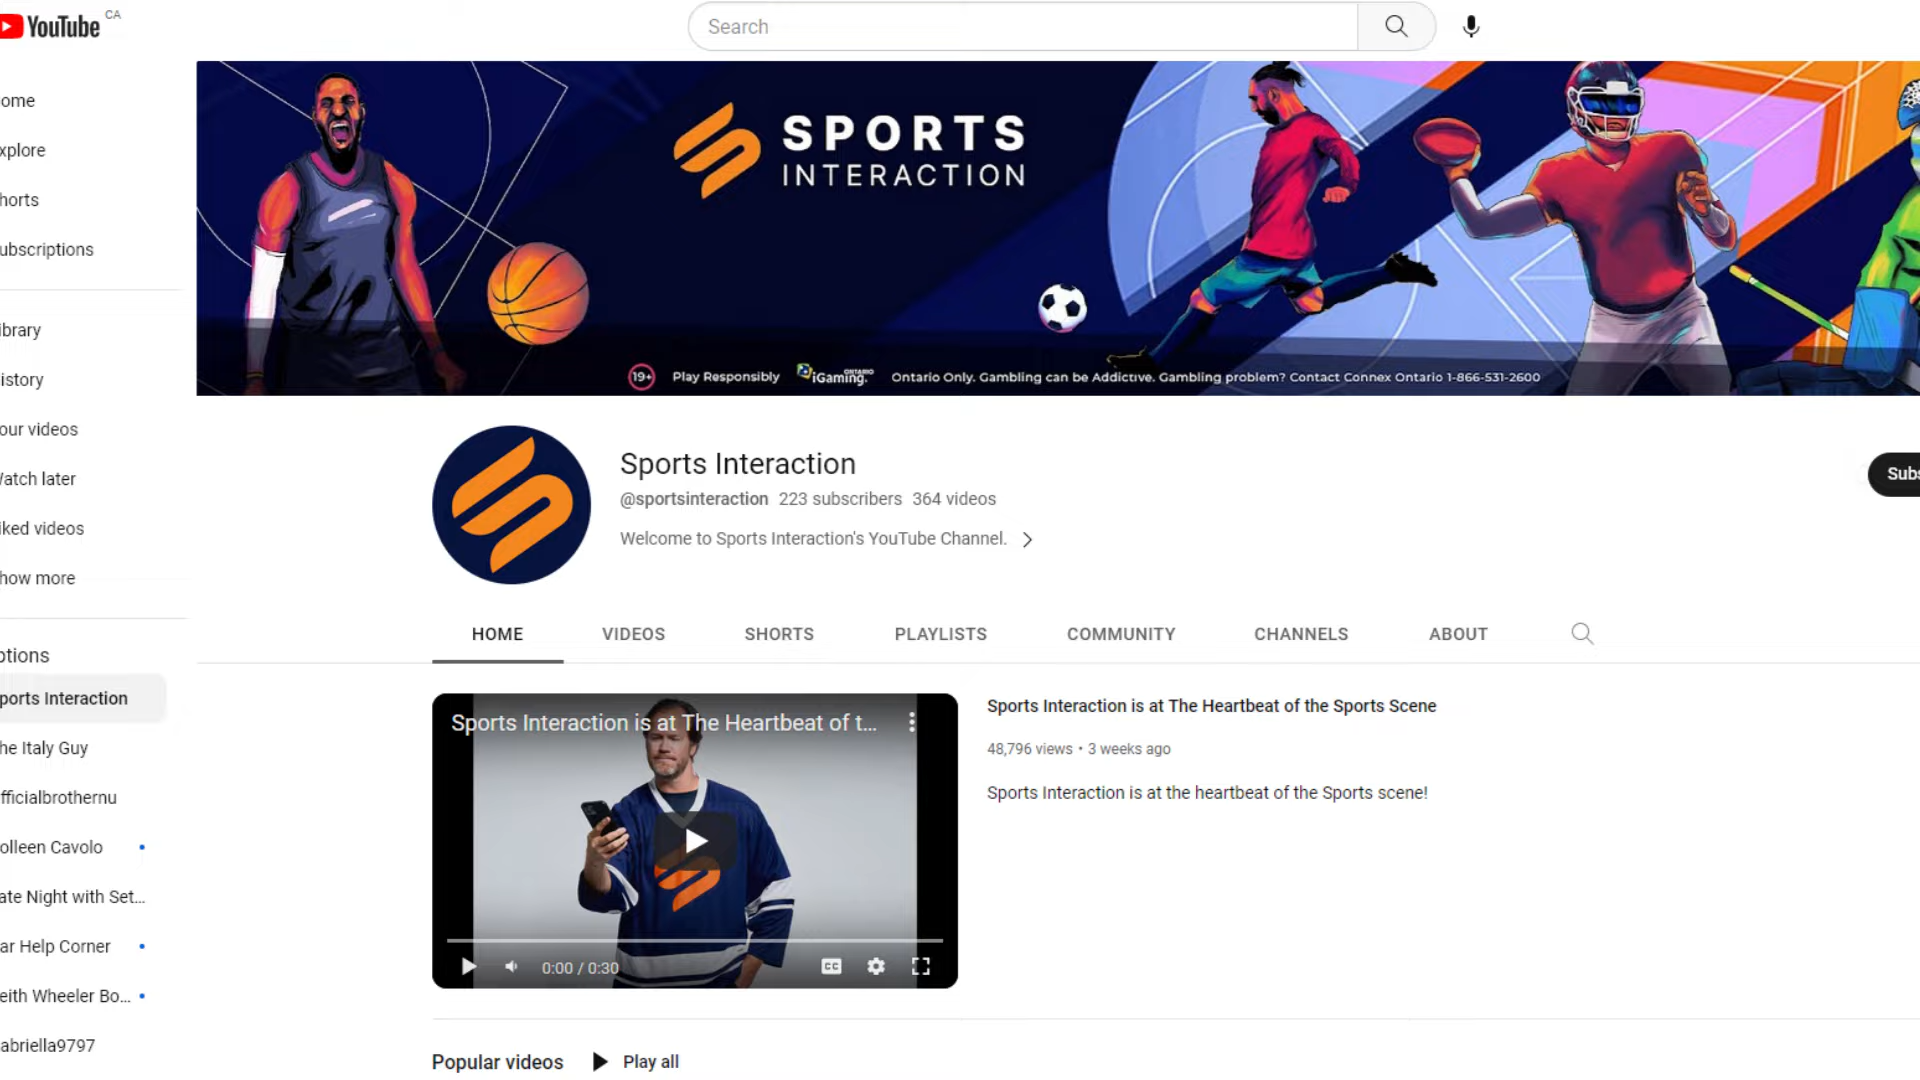 YouTube CA
Search
ome
xplore
horts
ubscriptions
ibrary
istory
our videos
atch later
iked videos
how more
ptions
ports Interaction
he Italy Guy
fficialbrothernu
olleen Cavolo
ate Night with Set...
ar Help Corner
eith Wheeler Bo...
abriella9797
SPORTS
INTERACTION
19+ Play Responsibly iGaming ONTARIO Ontario Only. Gambling can be Addictive. Gambling problem? Contact Connex Ontario 1-866-531-2600
Sports Interaction
@sportsinteraction 223 subscribers 364 videos
Welcome to Sports Interaction's YouTube Channel.
Subs
HOME VIDEOS SHORTS PLAYLISTS COMMUNITY CHANNELS ABOUT
Sports Interaction is at The Heartbeat of t...
0:00 / 0:30
CC
Sports Interaction is at The Heartbeat of the Sports Scene
48,796 views • 3 weeks ago
Sports Interaction is at the heartbeat of the Sports scene!
Popular videos Play all